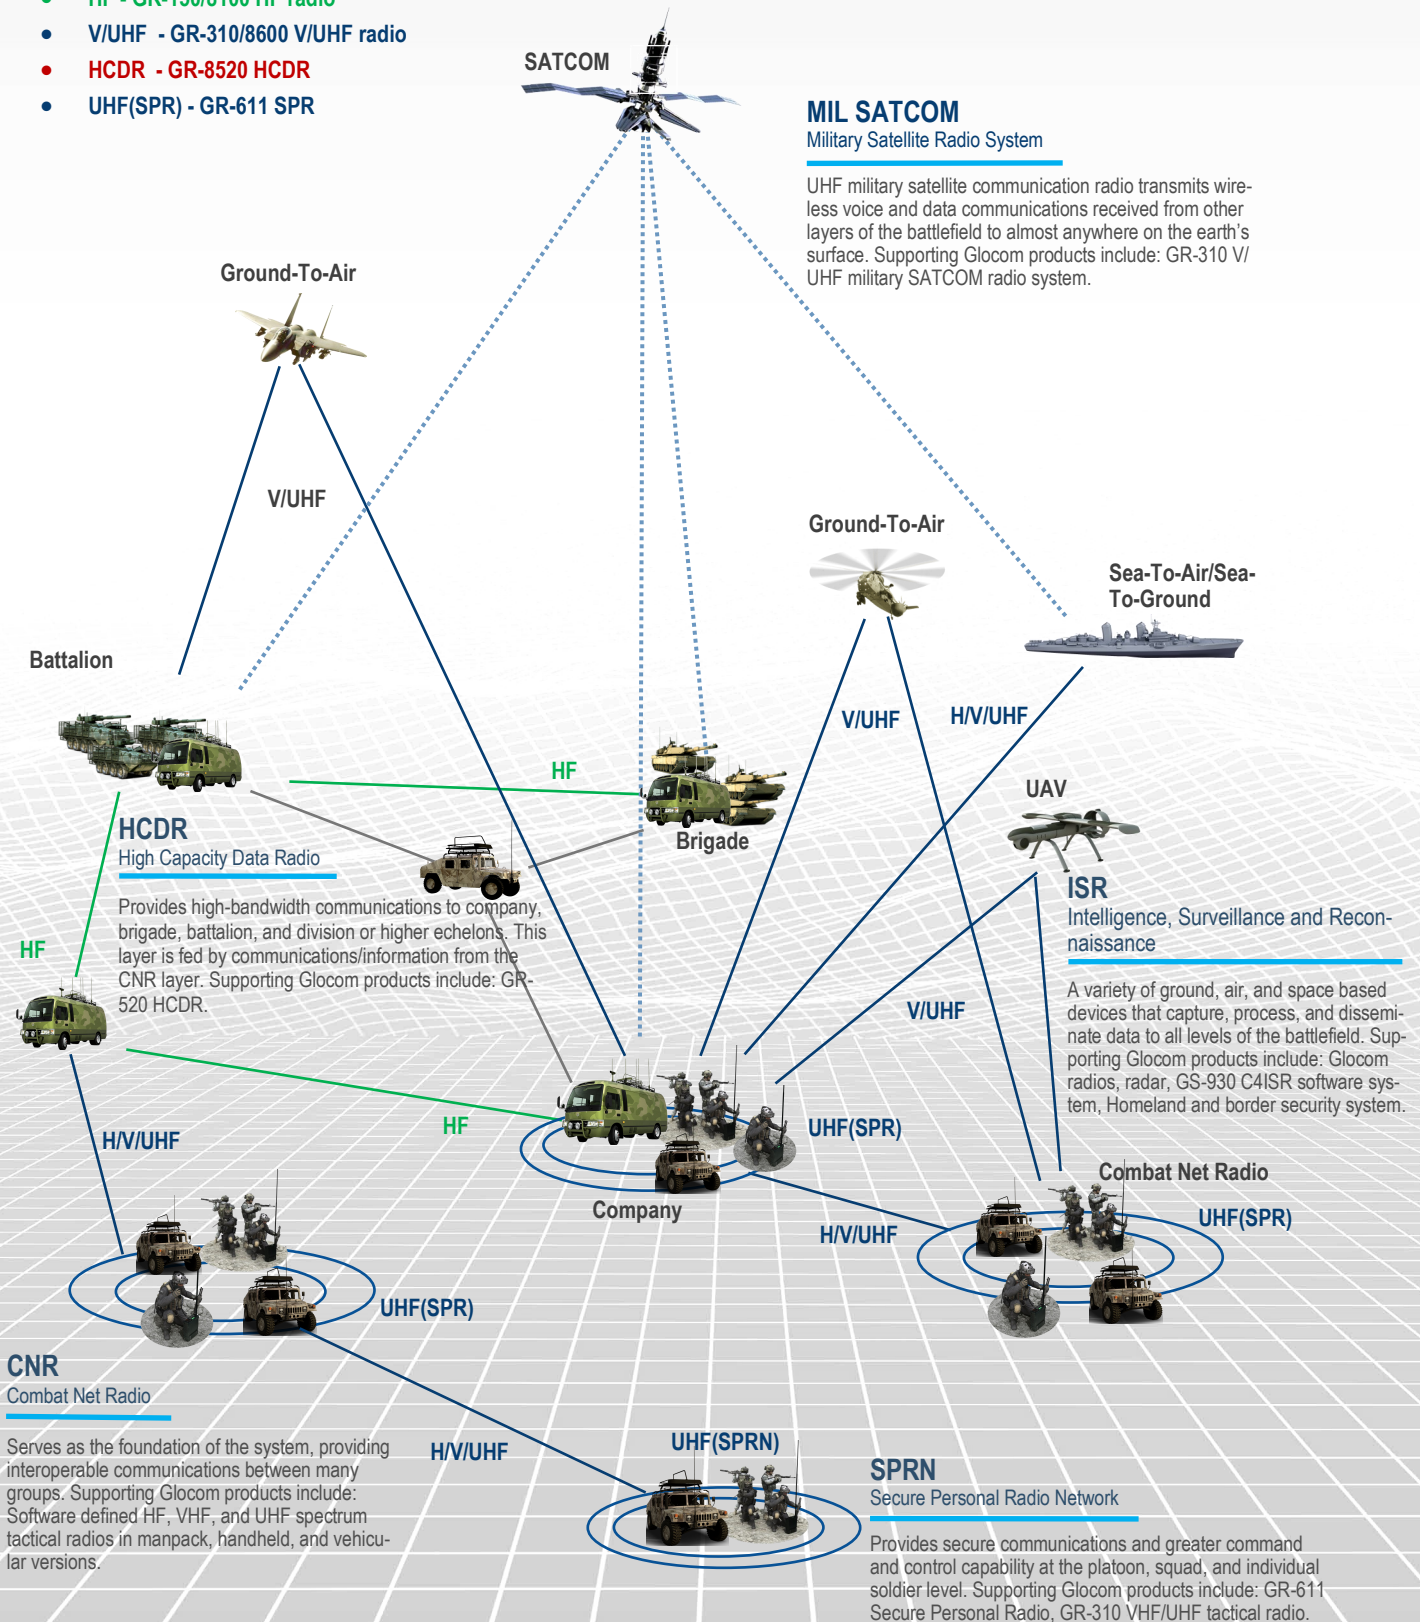 HF - GR-150/8100 HF radio
V/UHF - GR-310/8600 V/UHF radio
HCDR - GR-8520 HCDR
UHF(SPR) - GR-611 SPR
SATCOM
MIL SATCOM
Military Satellite Radio System
UHF military satellite communication radio transmits wire-
less voice and data communications received from other
layers of the battlefield to almost anywhere on the earth's
surface. Supporting Glocom products include: GR-310 V/
UHF military SATCOM radio system.
Ground-To-Air
V/UHF
Ground-To-Air
Sea-To-Air/Sea-
To-Ground
Battalion
V/UHF
H/V/UHF
HF
UAV
Brigade
HCDR
High Capacity Data Radio
Provides high-bandwidth communications to company,
brigade, battalion, and division or higher echelons. This
layer is fed by communications/information from the
CNR layer. Supporting Glocom products include: GR-
520 HCDR.
ISR
Intelligence, Surveillance and Recon-
naissance
A variety of ground, air, and space based
devices that capture, process, and dissemi-
nate data to all levels of the battlefield. Sup-
porting Glocom products include: Glocom
radios, radar, GS-930 C4ISR software sys-
tem, Homeland and border security system.
HF
V/UHF
HF
UHF(SPR)
H/V/UHF
Combat Net Radio
Company
UHF(SPR)
H/V/UHF
UHF(SPR)
CNR
Combat Net Radio
Serves as the foundation of the system, providing
interoperable communications between many
groups. Supporting Glocom products include:
Software defined HF, VHF, and UHF spectrum
tactical radios in manpack, handheld, and vehicu-
lar versions.
H/V/UHF
UHF(SPRN)
SPRN
Secure Personal Radio Network
Provides secure communications and greater command
and control capability at the platoon, squad, and individual
soldier level. Supporting Glocom products include: GR-611
Secure Personal Radio, GR-310 VHF/UHF tactical radio.